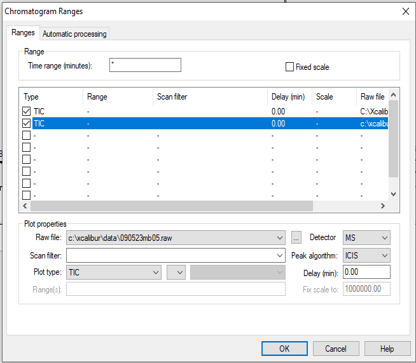 Chromatogram Ranges
Ranges Automatic processing
Range
Time range (minutes): * Fixed scale
Type Range Scan filter Delay (min) Scale Raw file
TIC - - 0.00 - C:\Xcali
TIC - - 0.00 - c:\xcalibur
- - - - - -
- - - - - -
- - - - - -
- - - - - -
- - - - - -
Plot properties
Raw file: c:\xcalibur\data\090523mb05.raw ... Detector MS
Scan filter: Peak algorithm: ICIS
Plot type: TIC Delay (min): 0.00
Range(s): Fix scale to: 1000000.00
OK Cancel Help